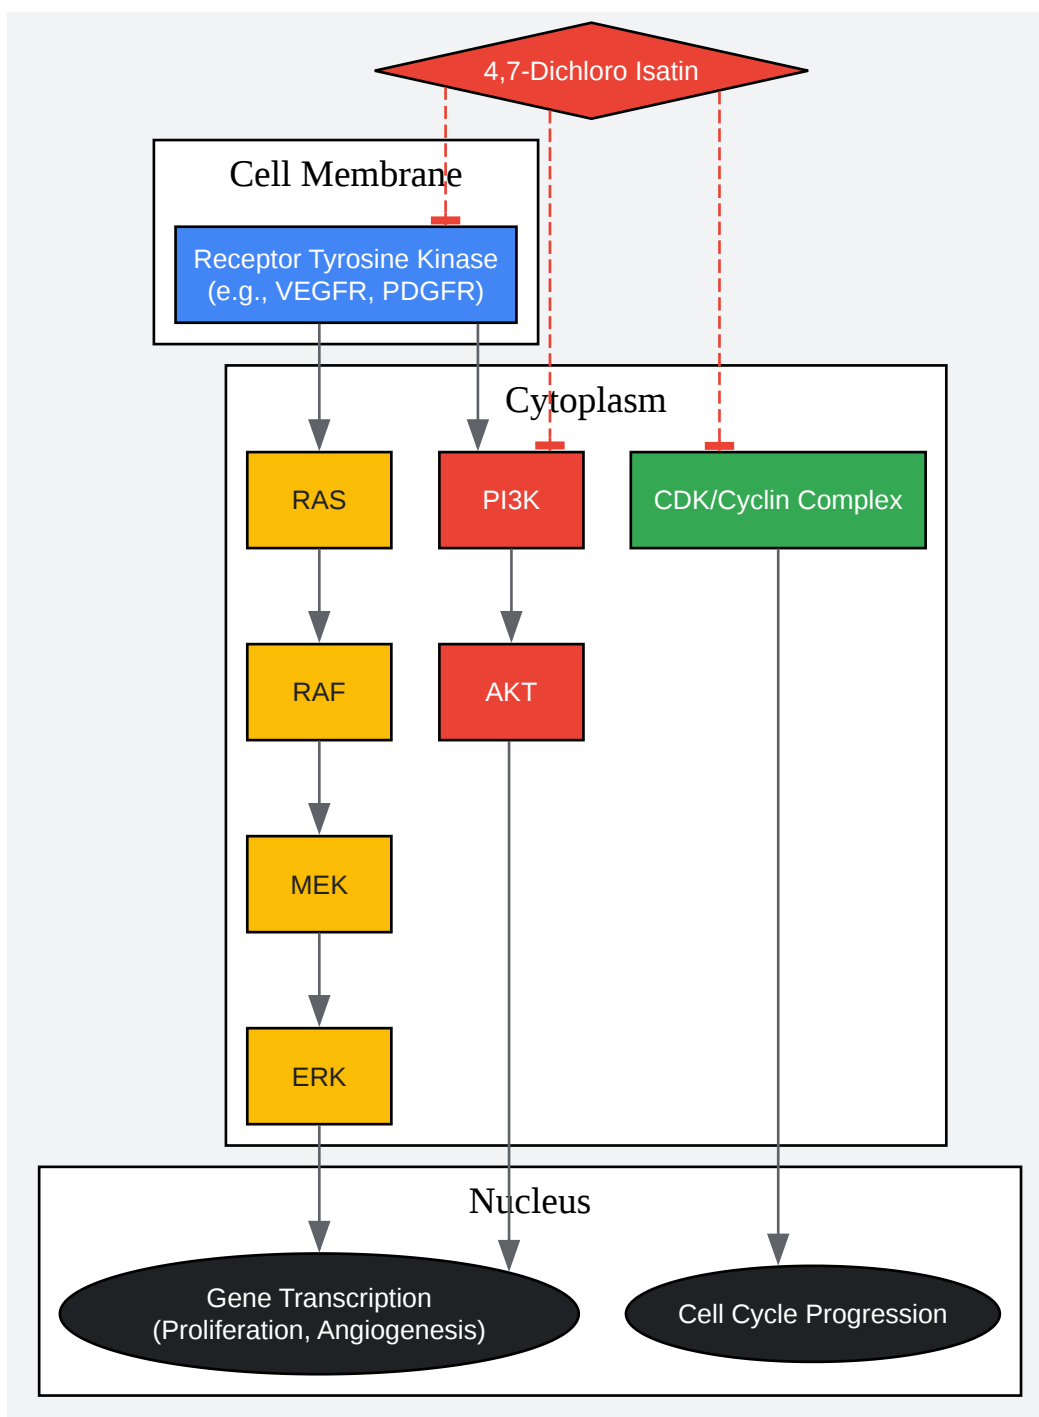 4,7-Dichloro Isatin
Cell Membrane
Receptor Tyrosine Kinase
(e.g., VEGFR, PDGFR)
Cytoplasm
RAS
PI3K
CDK/Cyclin Complex
RAF
AKT
MEK
ERK
Nucleus
Gene Transcription
(Proliferation, Angiogenesis)
Cell Cycle Progression